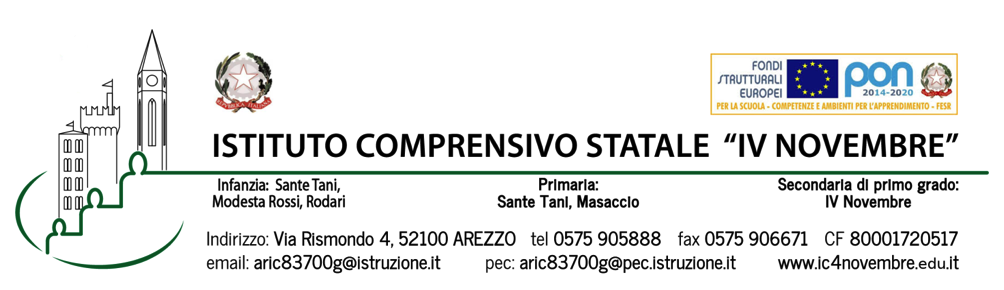 FONDI
STRUTTURALI
EUROPEI
pon
2014-2020
PER LA SCUOLA - COMPETENZE E AMBIENTI PER L'APPRENDIMENTO - FESR
REPVBBLICA ITALIANA
ISTITUTO COMPRENSIVO STATALE "IV NOVEMBRE"
Infanzia: Sante Tani,
Modesta Rossi, Rodari
Primaria:
Sante Tani, Masaccio
Secondaria di primo grado:
IV Novembre
Indirizzo: Via Rismondo 4, 52100 AREZZO tel 0575 905888 fax 0575 906671 CF 80001720517
email: aric83700g@istruzione.it pec: aric83700g@pec.istruzione.it www.ic4novembre.edu.it